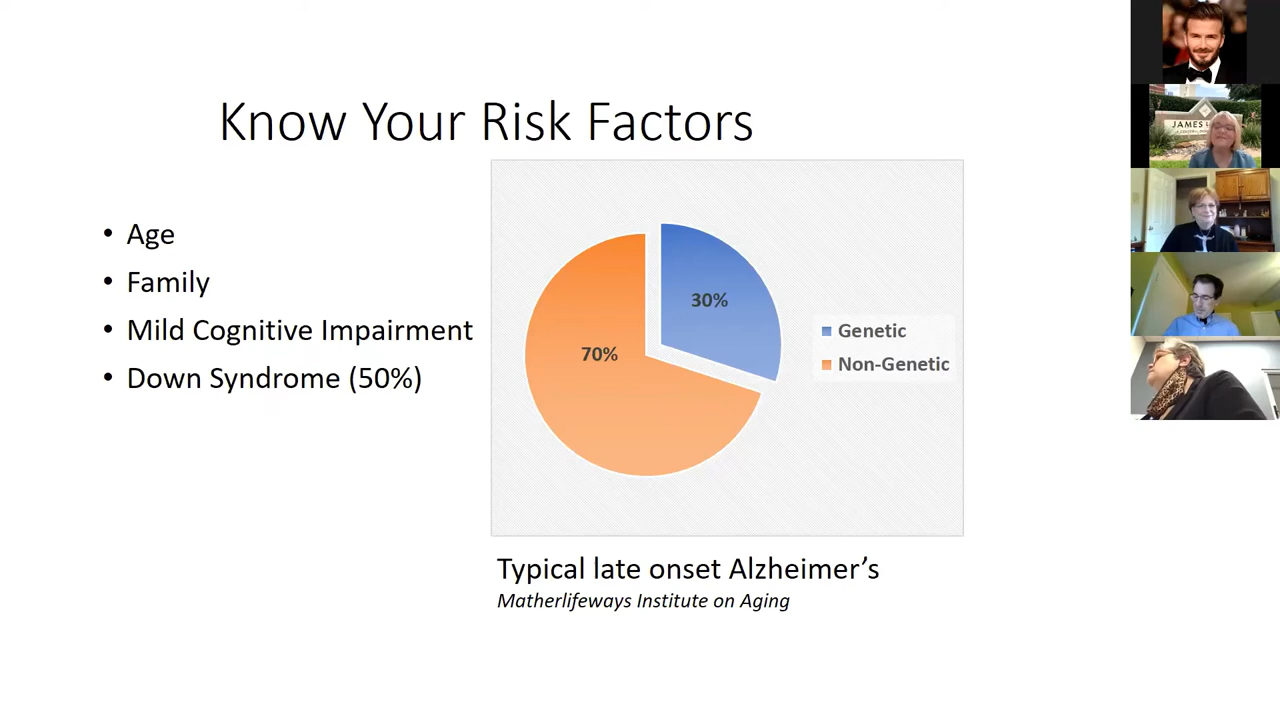 Know Your Risk Factors
• Age
• Family
• Mild Cognitive Impairment
• Down Syndrome (50%)
30%
70%
Genetic
Non-Genetic
Typical late onset Alzheimer’s
Matherlifeways Institute on Aging
JAMES